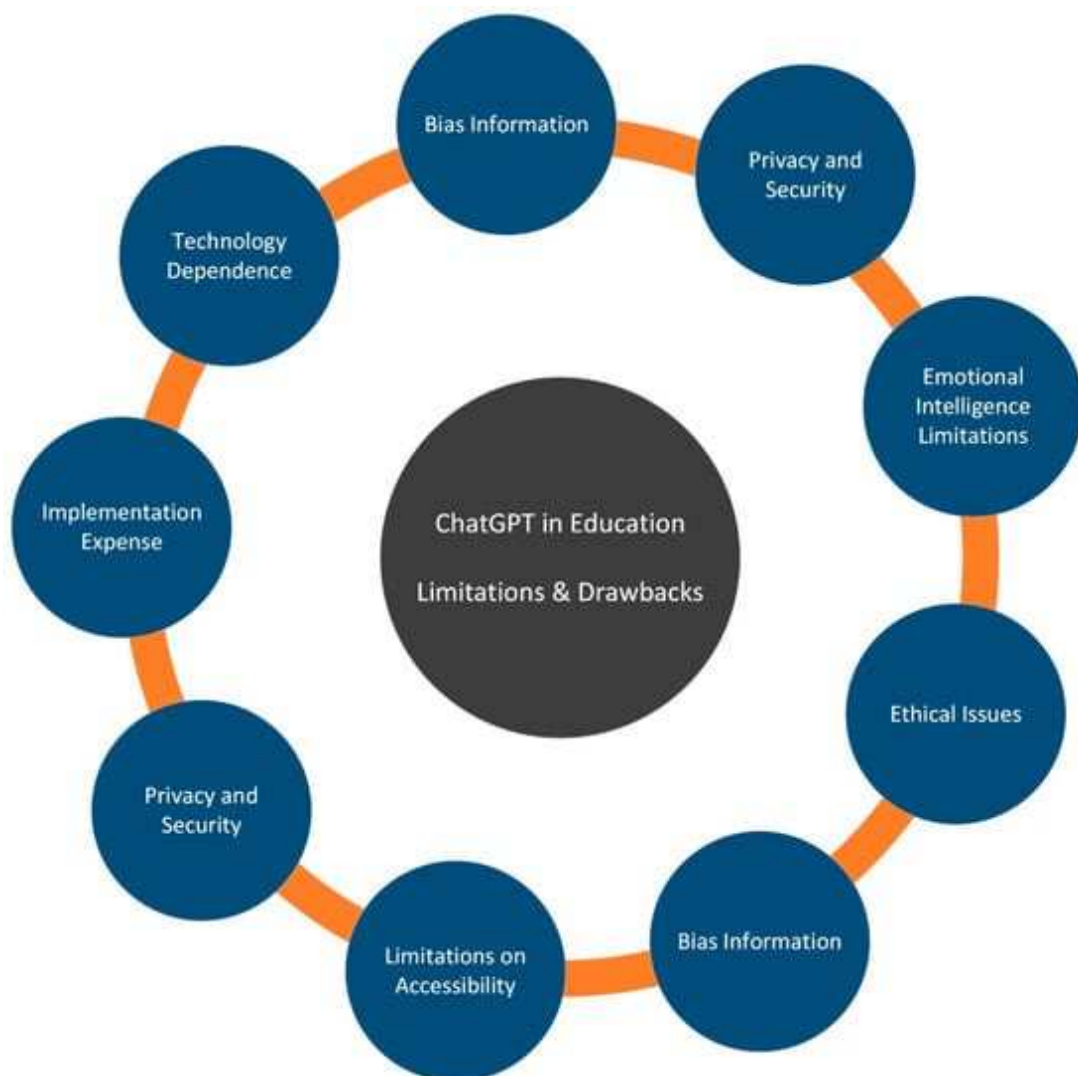 Bias Information
Privacy and
Security
Emotional
Intelligence
Limitations
Ethical Issues
Bias Information
Limitations on
Accessibility
Privacy and
Security
Implementation
Expense
Technology
Dependence
ChatGPT in Education
Limitations & Drawbacks